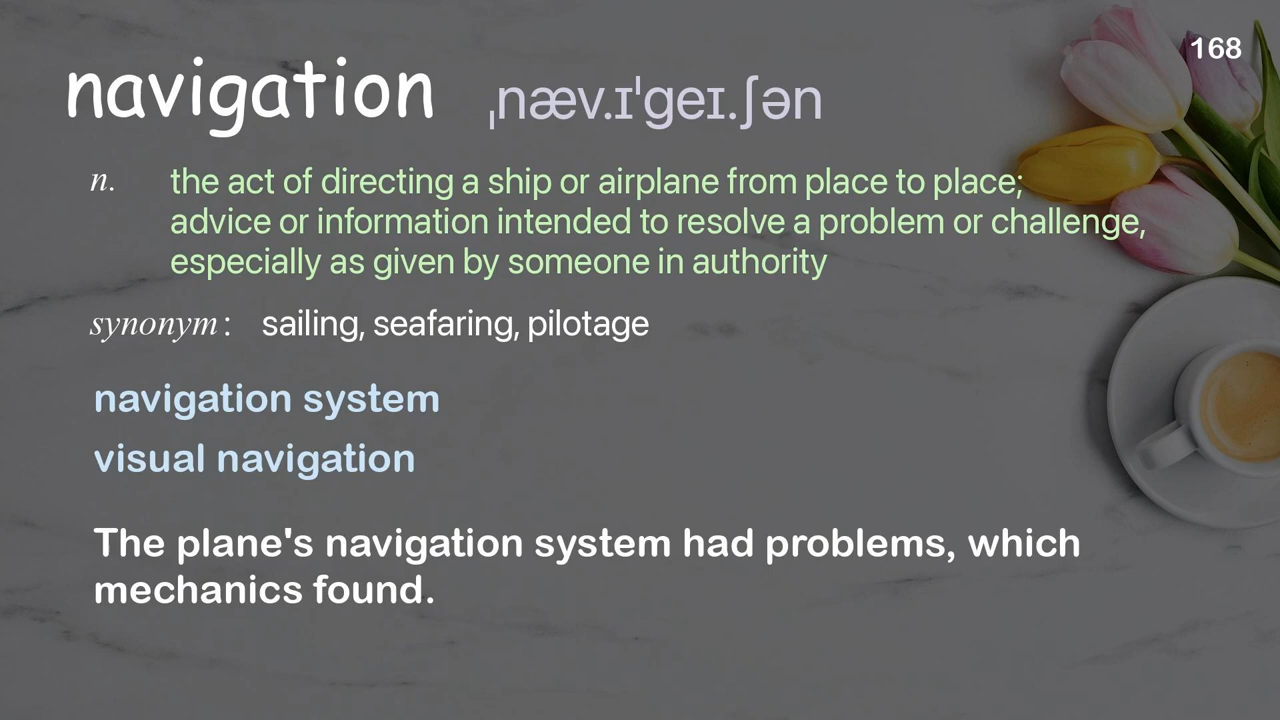 168
navigation ˌnæv.ɪˈɡeɪ.ʃən
n. the act of directing a ship or airplane from place to place;
advice or information intended to resolve a problem or challenge,
especially as given by someone in authority
synonym: sailing, seafaring, pilotage
navigation system
visual navigation
The plane's navigation system had problems, which
mechanics found.